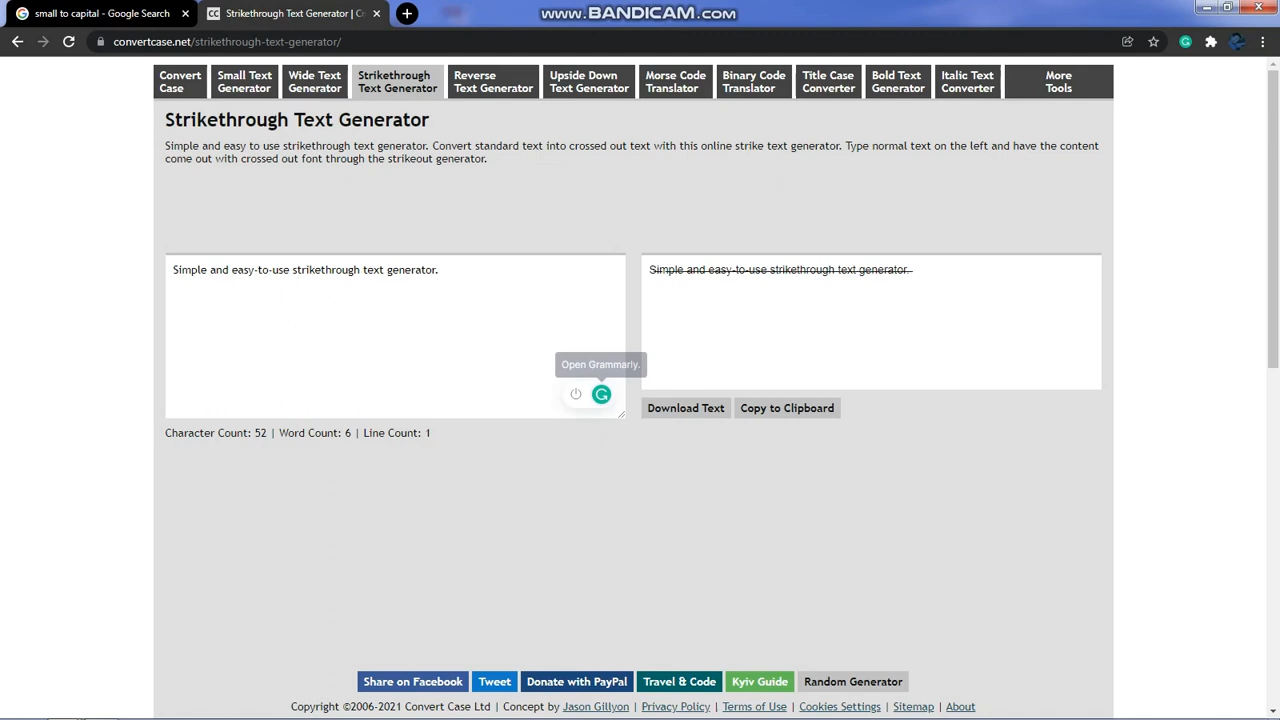 small to capital - Google Search
CC Strikethrough Text Generator | C
www.BANDICAM.com
convertcase.net/strikethrough-text-generator/
Convert Case
Small Text Generator
Wide Text Generator
Strikethrough Text Generator
Reverse Text Generator
Upside Down Text Generator
Morse Code Translator
Binary Code Translator
Title Case Converter
Bold Text Generator
Italic Text Converter
More Tools
Strikethrough Text Generator
Simple and easy to use strikethrough text generator. Convert standard text into crossed out text with this online strike text generator. Type normal text on the left and have the content
come out with crossed out font through the strikeout generator.
Simple and easy-to-use strikethrough text generator.
Simple and easy-to-use strikethrough text generator.
Open Grammarly.
Download Text
Copy to Clipboard
Character Count: 52 | Word Count: 6 | Line Count: 1
Share on Facebook
Tweet
Donate with PayPal
Travel & Code
Kyiv Guide
Random Generator
Copyright ©2006-2021 Convert Case Ltd | Concept by Jason Gillyon | Privacy Policy | Terms of Use | Cookies Settings | Sitemap | About